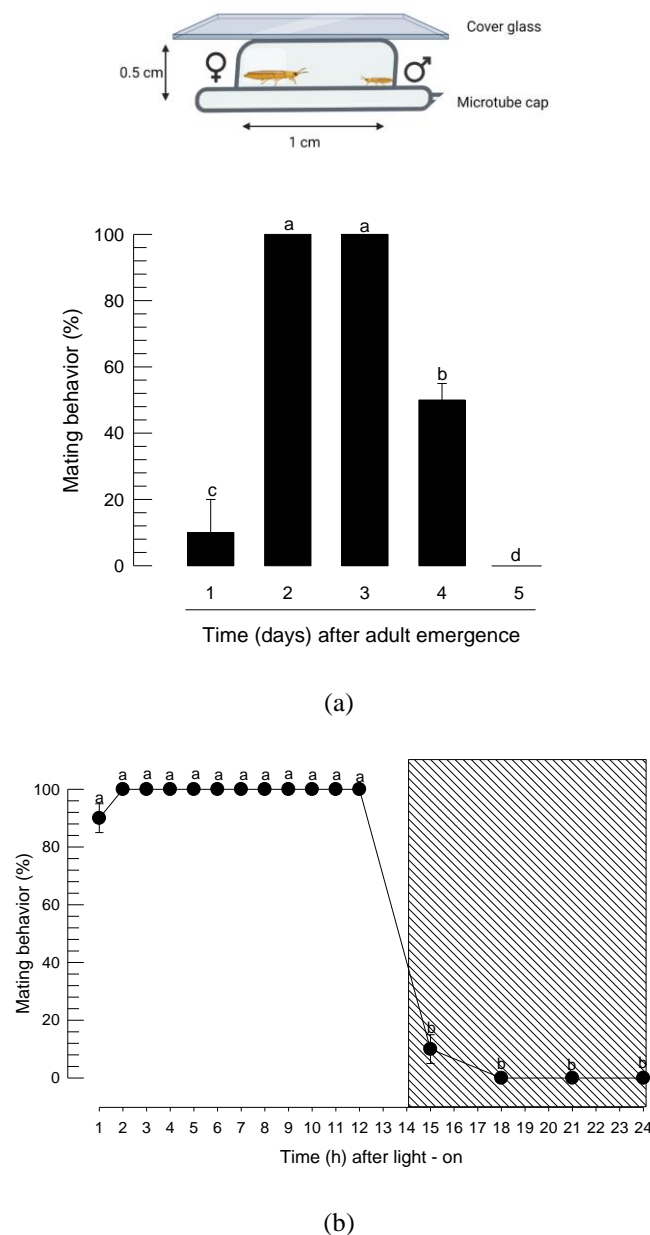 Cover glass
♀ ♂
0.5 cm
Microtube cap
1 cm
a a
100
80
60
b
40
c
20
d
0
1 2 3 4 5
Mating behavior (%)
Time (days) after adult emergence
(a)
a a a a a a a a a a a a
100
80
60
40
20
b
b b b
0
Mating behavior (%)
1 2 3 4 5 6 7 8 9 10 11 12 13 14 15 16 17 18 19 20 21 22 23 24
Time (h) after light - on
(b)